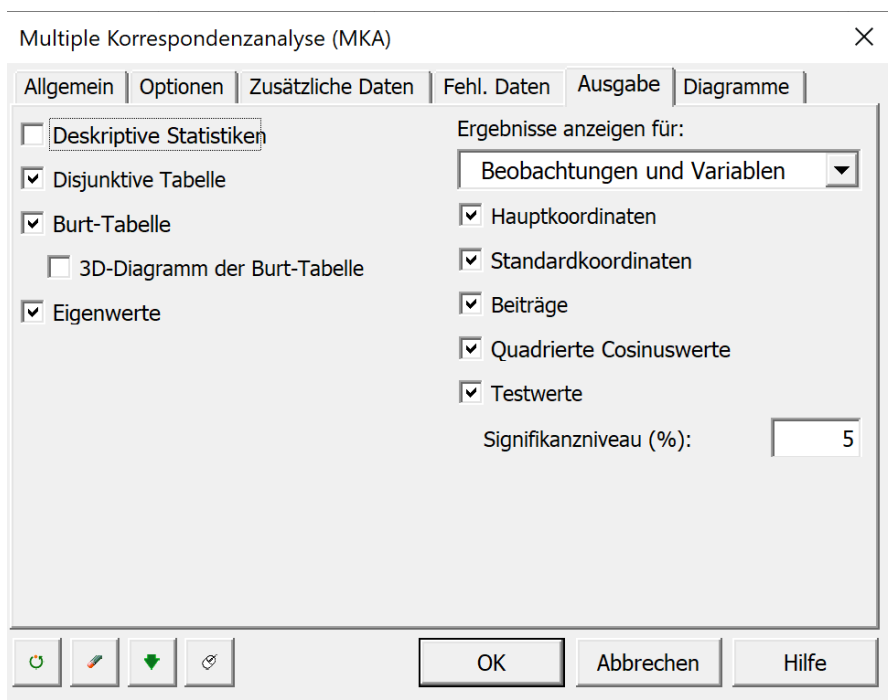 Multiple Korrespondenzanalyse (MKA)
Allgemein Optionen Zusätzliche Daten Fehl. Daten Ausgabe Diagramme
Deskriptive Statistiken
Disjunktive Tabelle
Burt-Tabelle
3D-Diagramm der Burt-Tabelle
Eigenwerte
Ergebnisse anzeigen für:
Beobachtungen und Variablen
Hauptkoordinaten
Standardkoordinaten
Beiträge
Quadrierte Cosinuswerte
Testwerte
Signifikanzniveau (%): 5
OK Abbrechen Hilfe